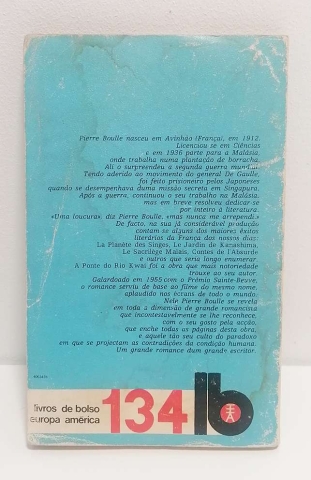 Pierre Boulle nasceu em Avinhão (França), em 1912.
Licenciou se em Ciências
e em 1936 parte para a Malásia,
onde trabalha numa plantação de borracha.
Ali o surpreendeu a segunda guerra mundial.
Tendo aderido ao movimento do general De Gaulle,
foi feito prisioneiro pelos Japoneses
quando se desempenhava duma missão secreta em Singapura.
Após a guerra, continuou o seu trabalho na Malásia,
mas em breve resolveu dedicar-se
por inteiro à literatura.
«Uma loucura», diz Pierre Boulle, «mas nunca me arrependi.»
De facto, na sua já considerável produção
contam se alguns dos maiores êxitos
literários da França dos nossos dias:
La Planète des Singes, Le Jardin de Kanashima,
Le Sacrilège Malais, Contes de l'Absurde
e outros que seria longo enumerar.
A Ponte do Rio Kwai foi a obra que mais notoriedade
trouxe ao seu autor.
Galardoado em 1955 com o Prémio Sainte-Beuve,
o romance serviu de base ao filme do mesmo nome,
aplaudido nos écrans de todo o mundo.
Nele Pierre Boulle se revela
em toda a dimensão de grande romancista
que incontestavelmente se lhe reconhece,
com o seu gosto pela acção,
que enche todas as páginas desta obra,
e aquele tão seu culto do paradoxo
em que se projectam as contradições da condição humana.
Um grande romance dum grande escritor.
livros de bolso
europa américa
134
lb